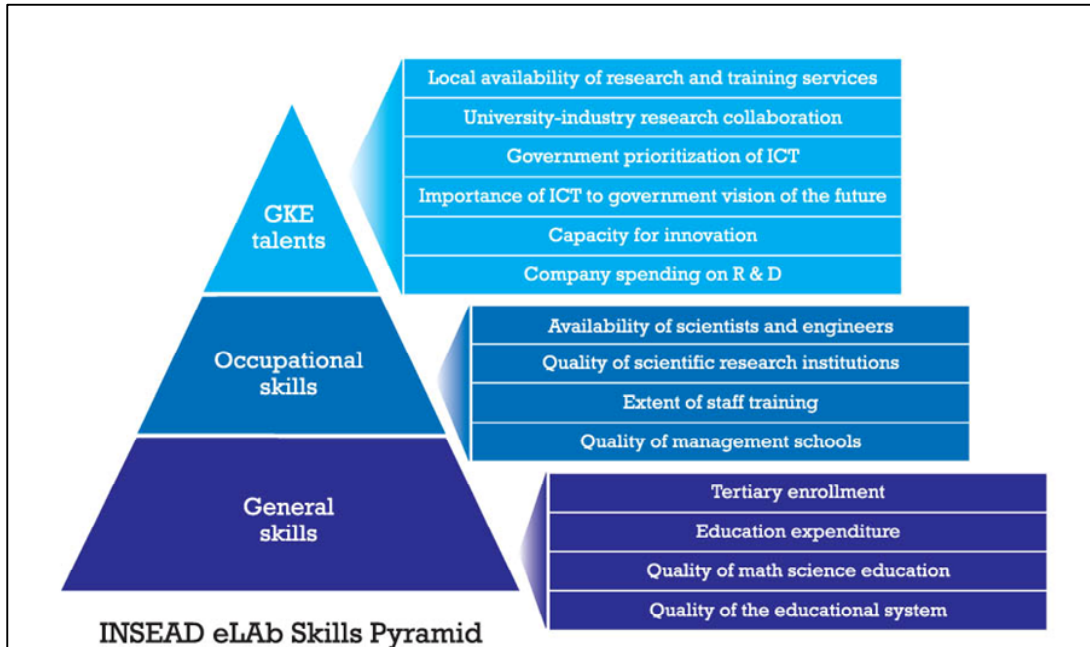 Local availability of research and training services
University-industry research collaboration
Government prioritization of ICT
Importance of ICT to government vision of the future
Capacity for innovation
Company spending on R & D
GKE
talents
Availability of scientists and engineers
Quality of scientific research institutions
Extent of staff training
Quality of management schools
Occupational
skills
Tertiary enrollment
Education expenditure
Quality of math science education
Quality of the educational system
General
skills
INSEAD eLAb Skills Pyramid